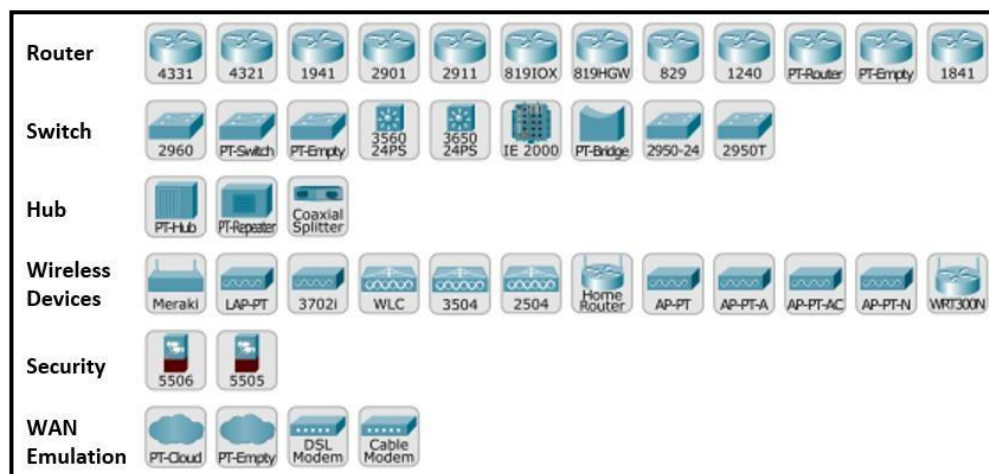 Router
4331 4321 1941 2901 2911 819IOX 819HGW 829 1240 PT-Router PT-Empty 1841
Switch
2960 PT-Switch PT-Empty 3560 24PS 3650 24PS IE 2000 PT-Bridge 2950-24 2950T
Hub
PT-Hub PT-Repeater Coaxial Splitter
Wireless
Devices
Meraki LAP-PT 3702i WLC 3504 2504 Home Router AP-PT AP-PT-A AP-PT-AC AP-PT-N WRT300N
Security
5506 5505
WAN
Emulation
PT-Cloud PT-Empty DSL Modem Cable Modem